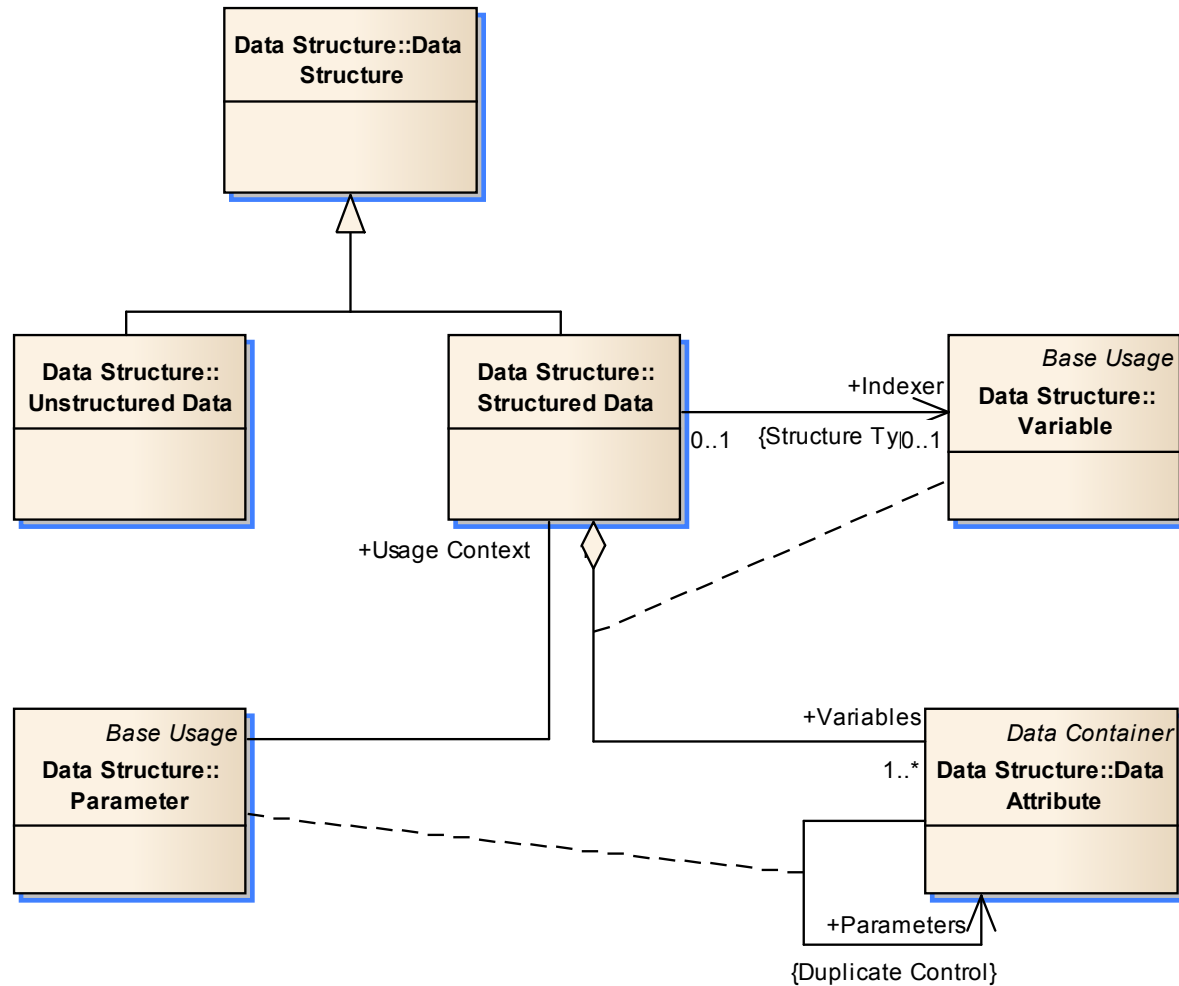 Data Structure::Data
Structure
Data Structure::
Unstructured Data
Data Structure::
Structured Data
+Indexer
0..1
{Structure Ty
0..1
Base Usage
Data Structure::
Variable
+Usage Context
Base Usage
Data Structure::
Parameter
+Variables
1..*
Data Container
Data Structure::Data
Attribute
+Parameters
{Duplicate Control}